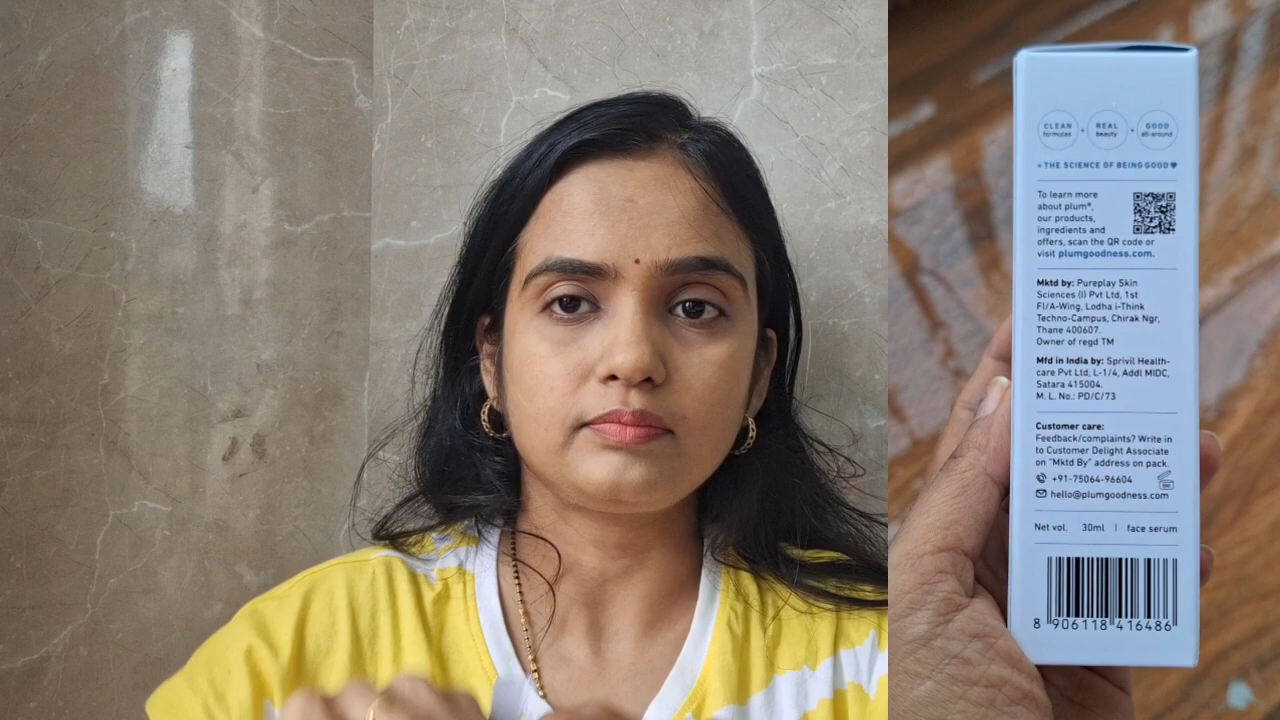 CLEAN formulas + REAL beauty + GOOD all-around
THE SCIENCE OF BEING GOOD
To learn more
about plum®,
our products,
ingredients and
offers, scan the QR code or
visit plumgoodness.com.
Mktd by: Pureplay Skin
Sciences (I) Pvt Ltd, 1st
Fl/A-Wing, Lodha i-Think
Techno-Campus, Chirak Ngr,
Thane 400607.
Owner of regd TM
Mfd in India by: Sprivil Health-
care Pvt Ltd, L-1/4, Addl MIDC,
Satara 415004.
M. L. No.: PD/C/73
Customer care:
Feedback/complaints? Write in
to Customer Delight Associate
on "Mktd By" address on pack.
+91-75064-96604
hello@plumgoodness.com
Net vol. 30ml | face serum
8 906118 416486